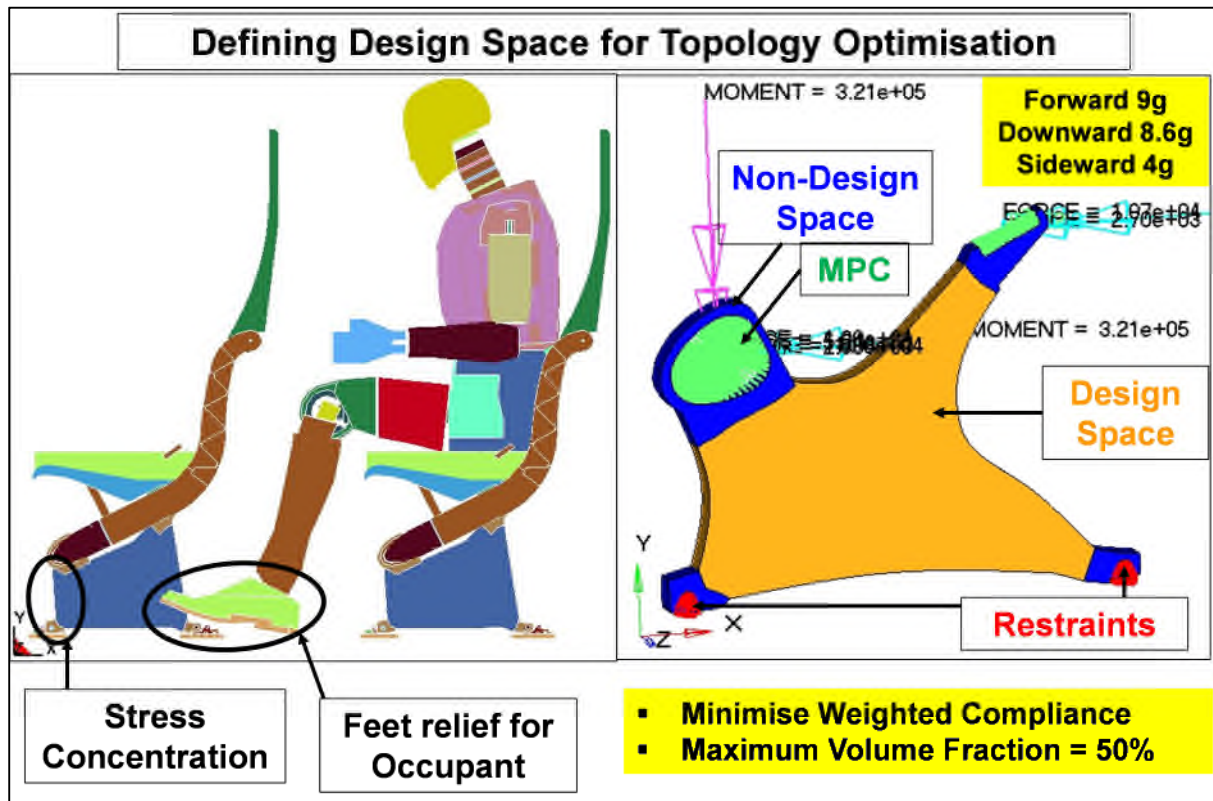 Defining Design Space for Topology Optimisation
MOMENT = 3.21e+05
Forward 9g
Downward 8.6g
Sideward 4g
Non-Design
Space
MPC
MOMENT = 3.21e+05
Design
Space
Y
X
Z
Restraints
Y
X
Stress
Concentration
Feet relief for
Occupant
▪ Minimise Weighted Compliance
▪ Maximum Volume Fraction = 50%